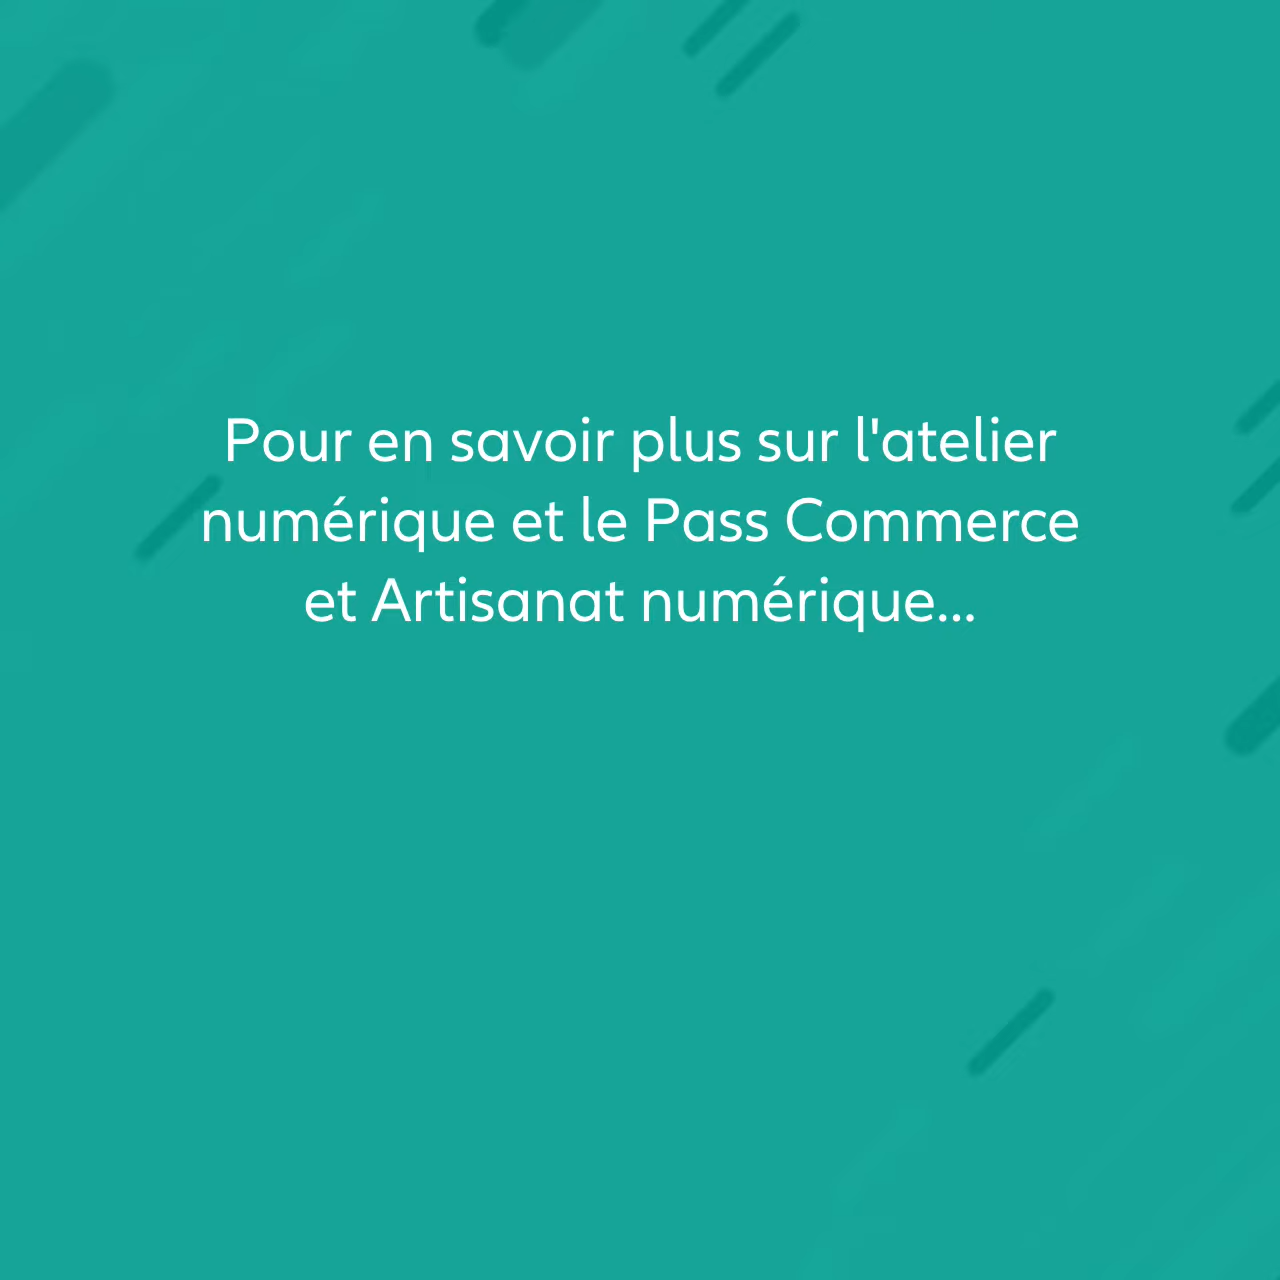 Pour en savoir plus sur l'atelier
numérique et le Pass Commerce
et Artisanat numérique...